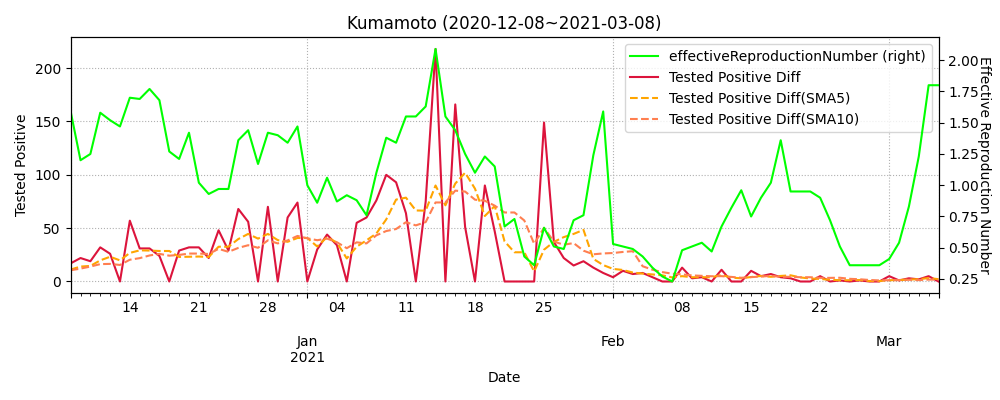 Kumamoto (2020-12-08~2021-03-08)
effectiveReproductionNumber (right)
Tested Positive Diff
Tested Positive Diff(SMA5)
Tested Positive Diff(SMA10)
Tested Positive
200
150
100
50
0
2.00
1.75
1.50
1.25
1.00
0.75
0.50
0.25
Effective Reproduction Number
14 21 28 04 11 18 25 08 15 22
Jan Feb Mar
2021
Date